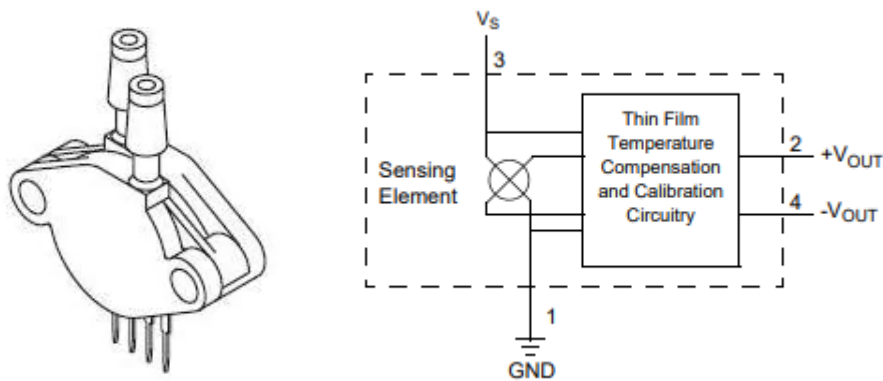 VS
3
Thin Film
Temperature
Compensation
and Calibration
Circuitry
Sensing
Element
2
+VOUT
4
-VOUT
1
GND